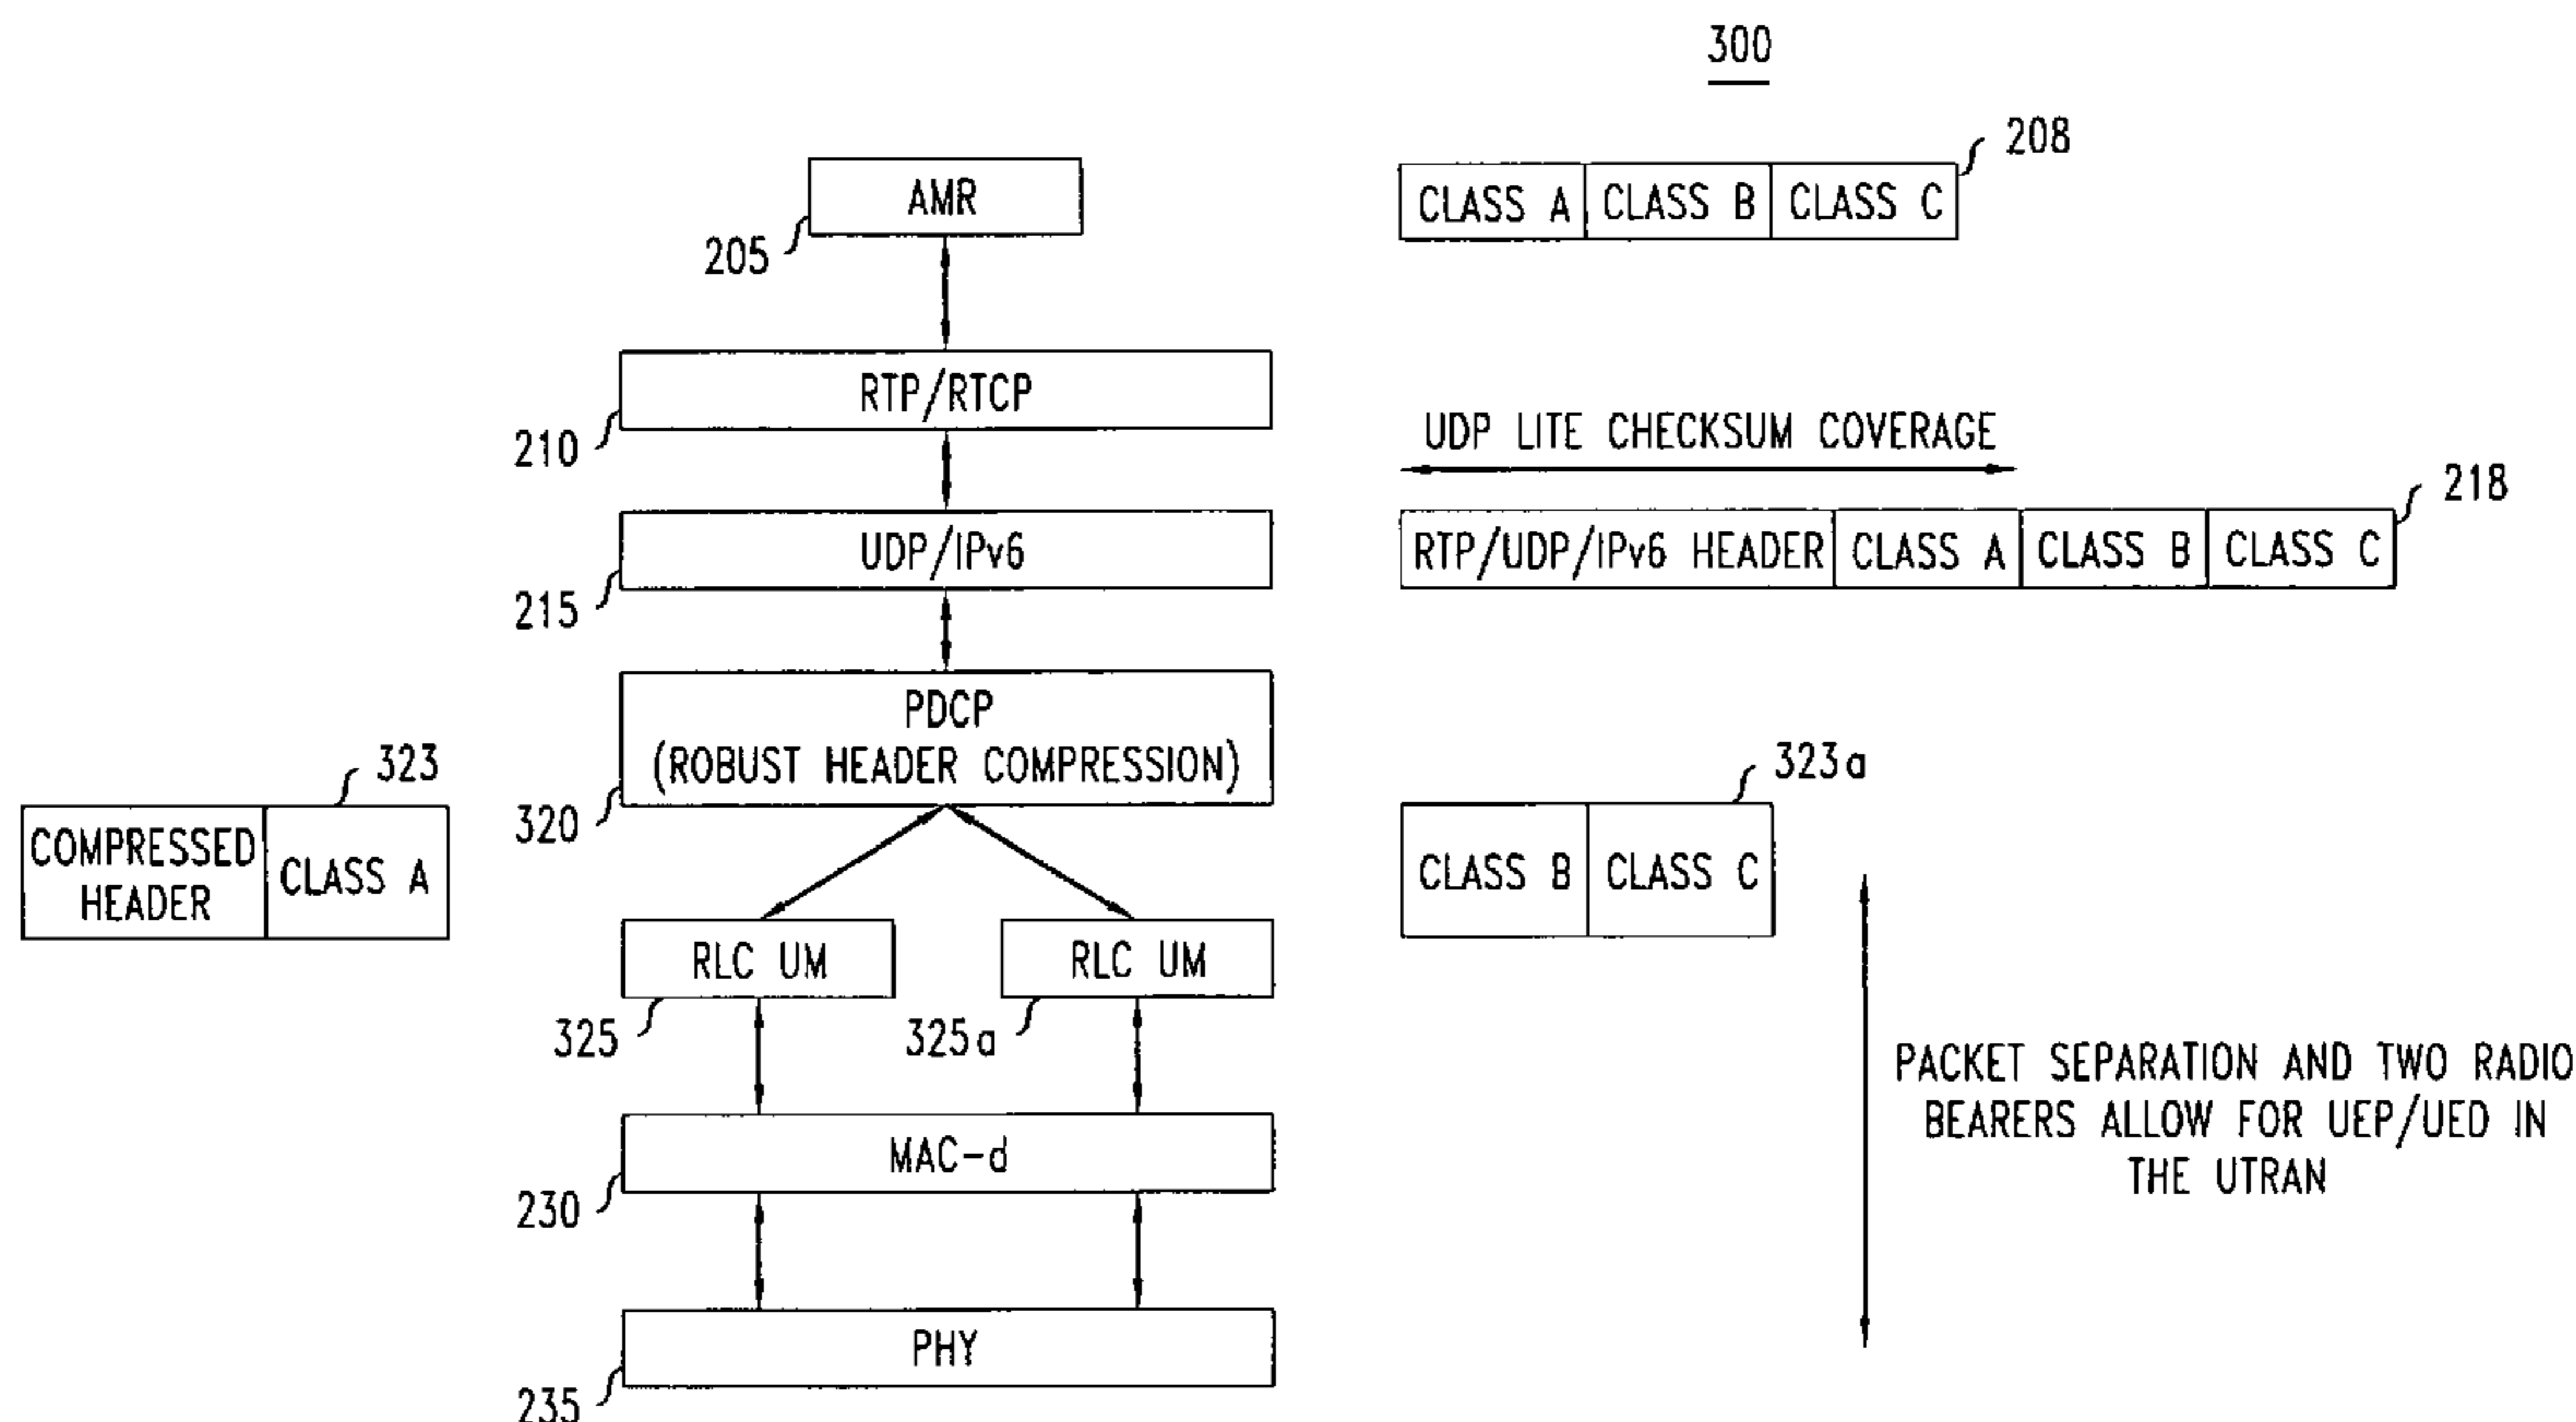 300
208
AMR
CLASS A CLASS B CLASS C
205
RTP/RTCP
210
UDP LITE CHECKSUM COVERAGE
218
UDP/IPv6
RTP/UDP/IPv6 HEADER CLASS A CLASS B CLASS C
215
PDCP
(ROBUST HEADER COMPRESSION)
320
323
COMPRESSED
HEADER
CLASS A
323a
CLASS B CLASS C
RLC UM
RLC UM
325
325a
PACKET SEPARATION AND TWO RADIO
BEARERS ALLOW FOR UEP/UED IN
THE UTRAN
MAC-d
230
PHY
235